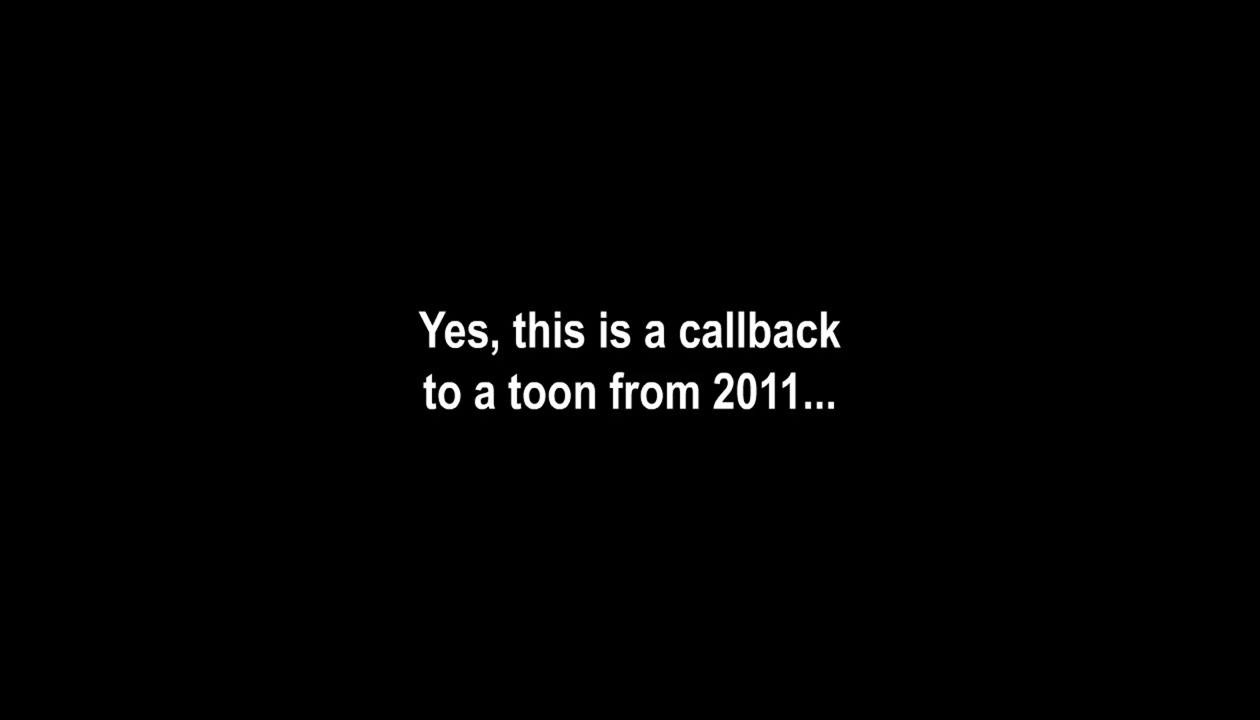 Yes, this is a callback
to a toon from 2011...